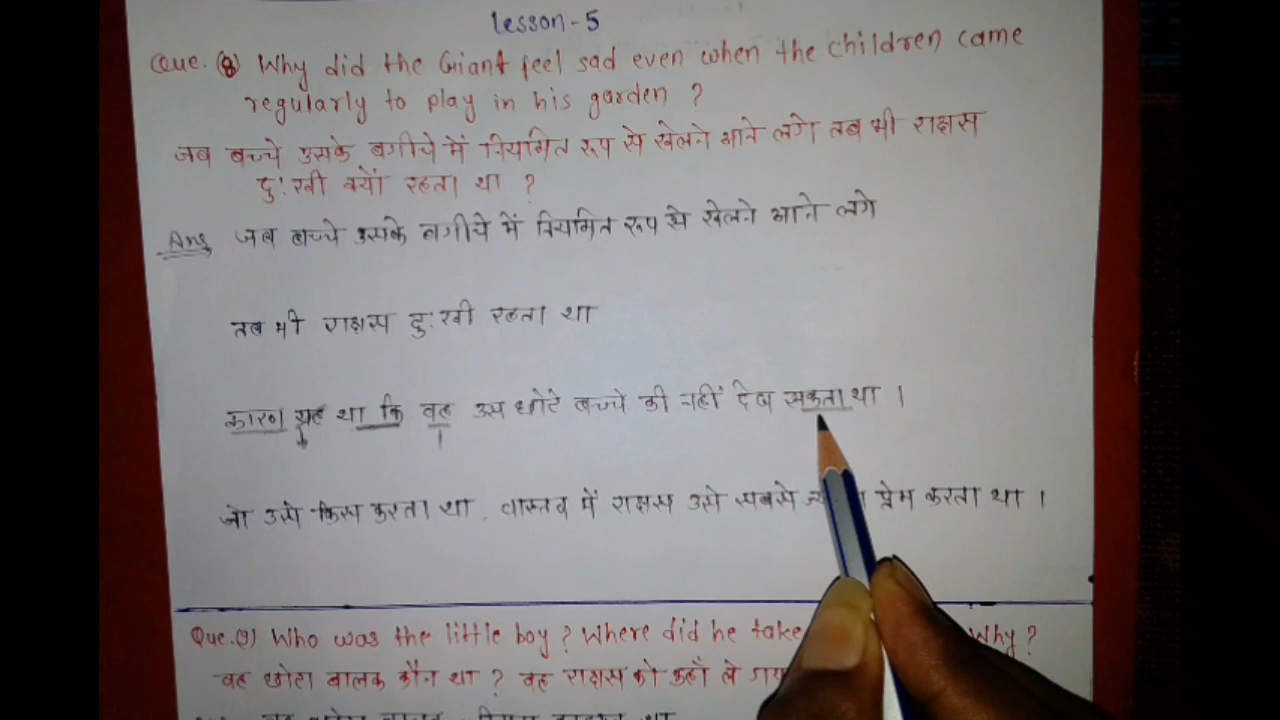 Lesson-5
Que. (8) Why did the Giant feel sad even when the children came
regularly to play in his garden ?
जब बच्चे उसके बगीचे में नियमित रूप से खेलने आने लगे तब भी राक्षस
दु:खी क्यों रहता था ?
Ans जब बच्चे उसके बगीचे में नियमित रूप से खेलने आने लगे
तब भी राक्षस दु:खी रहता था
कारण यह था कि वह उस छोटे बच्चे को नहीं देख सकता था ।
जो उसे किस करता था , वास्तव में राक्षस उसे सबसे प्रेम करता था ।
Que.(9) Who was the little boy ? Where did he take Why ?
वह छोटा बालक कौन था ? वह राक्षस को कहाँ ले